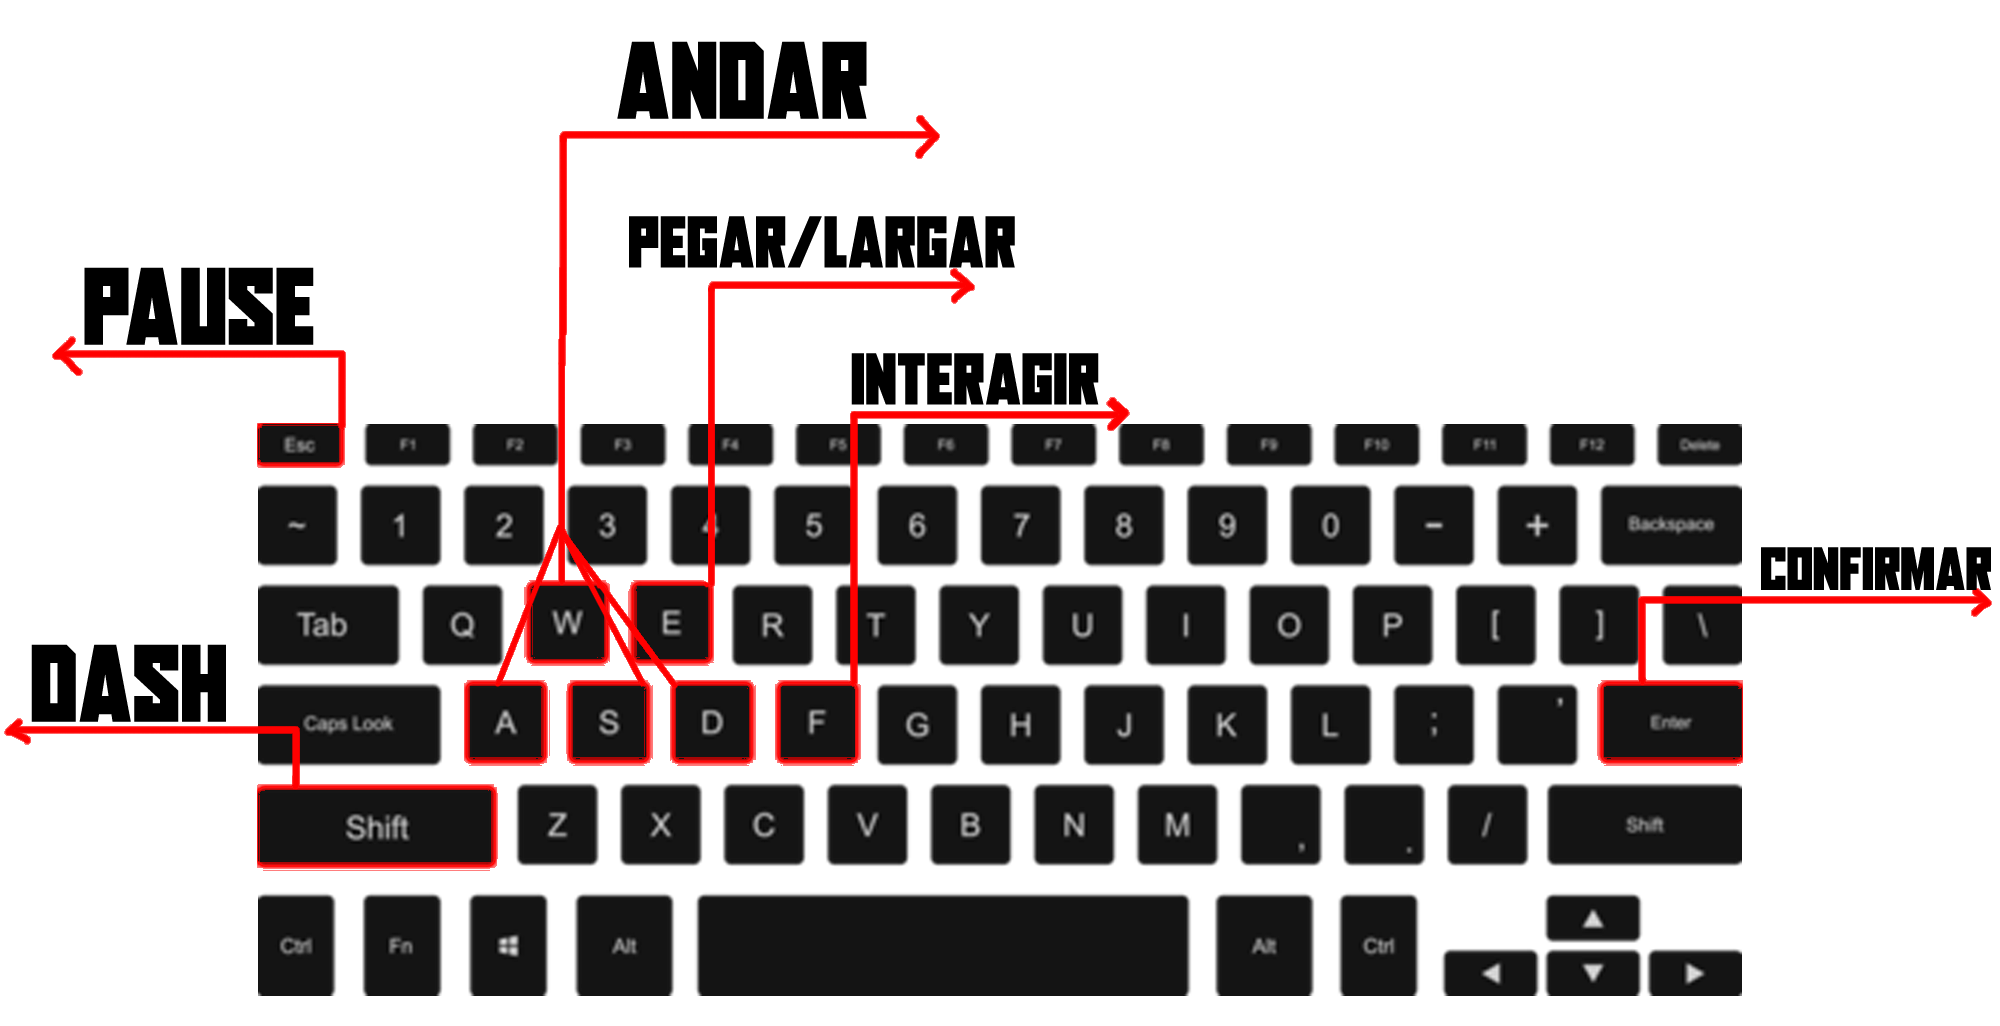 ANDAR
PEGAR/LARGAR
PAUSE
INTERAGIR
Esc F1 F2 F3 F4 F5 F6 F7 F8 F9 F10 F11 F12 Delete
~ 1 2 3 4 5 6 7 8 9 0 - + Backspace
CONFIRMAR
Tab Q W E R T Y U I O P [ ] \
DASH
Caps Look A S D F G H J K L ; ' Enter
Shift Z X C V B N M , . / Shift
Ctrl Fn Alt Alt Ctrl